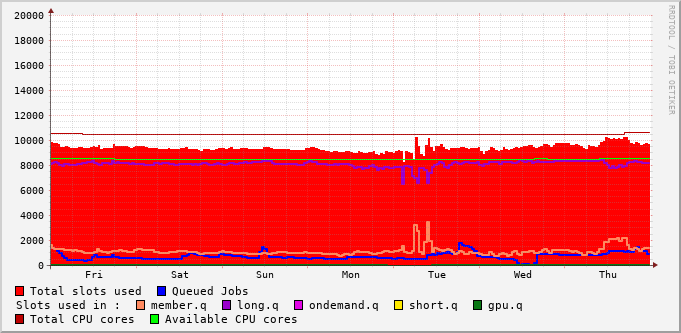 20000
18000
16000
14000
12000
10000
8000
6000
4000
2000
0
Fri Sat Sun Mon Tue Wed Thu
Total slots used Queued Jobs
Slots used in : member.q long.q ondemand.q short.q gpu.q
Total CPU cores Available CPU cores
RRDTOOL / TOBI OETIKER